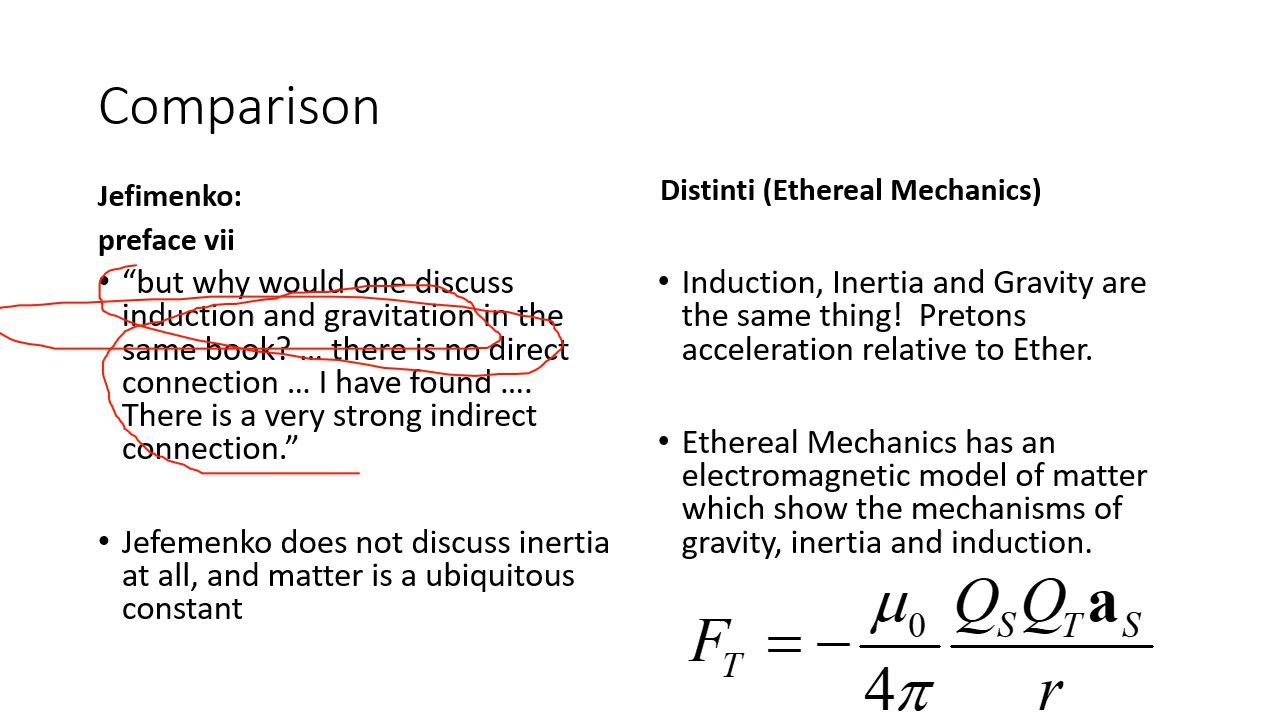 Comparison
Jefimenko:
preface vii
• “but why would one discuss
induction and gravitation in the
same book? ... there is no direct
connection ... I have found ....
There is a very strong indirect
connection.”
• Jefemenko does not discuss inertia
at all, and matter is a ubiquitous
constant
Distinti (Ethereal Mechanics)
• Induction, Inertia and Gravity are
the same thing!  Pretons
acceleration relative to Ether.
• Ethereal Mechanics has an
electromagnetic model of matter
which show the mechanisms of
gravity, inertia and induction.
F_T = − μ₀/4π Q_S Q_T a_S / r